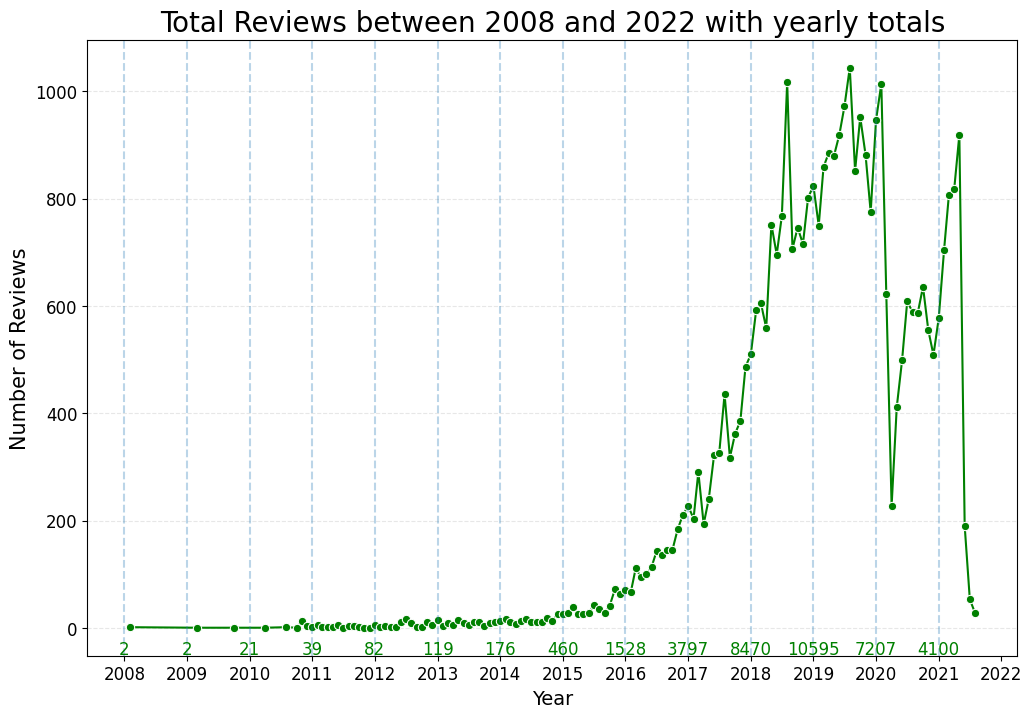 Total Reviews between 2008 and 2022 with yearly totals
Number of Reviews
1000
800
600
400
200
0
2 2 21 39 82 119 176 460 1528 3797 8470 10595 7207 4100
2008 2009 2010 2011 2012 2013 2014 2015 2016 2017 2018 2019 2020 2021 2022
Year